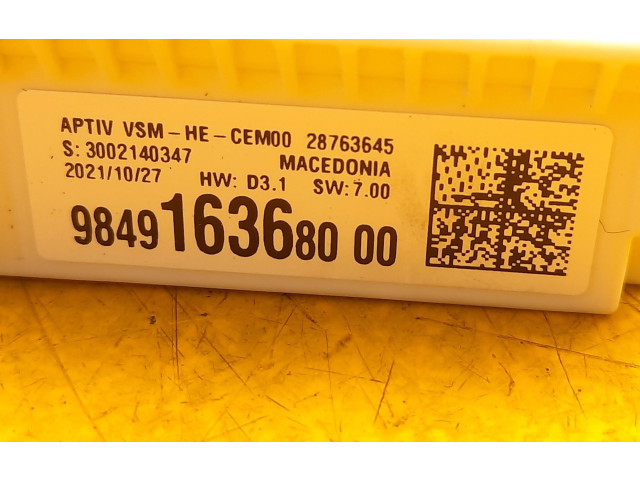 APTIV VSM-HE-CEM00 28763645
S: 3002140347 MACEDONIA
2021/10/27 HW: D3.1 SW: 7.00
9849163680 00